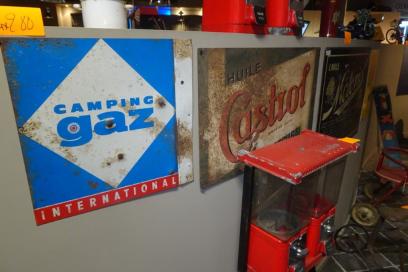 CAMPING
gaz
INTERNATIONAL
HUILE
Castrol